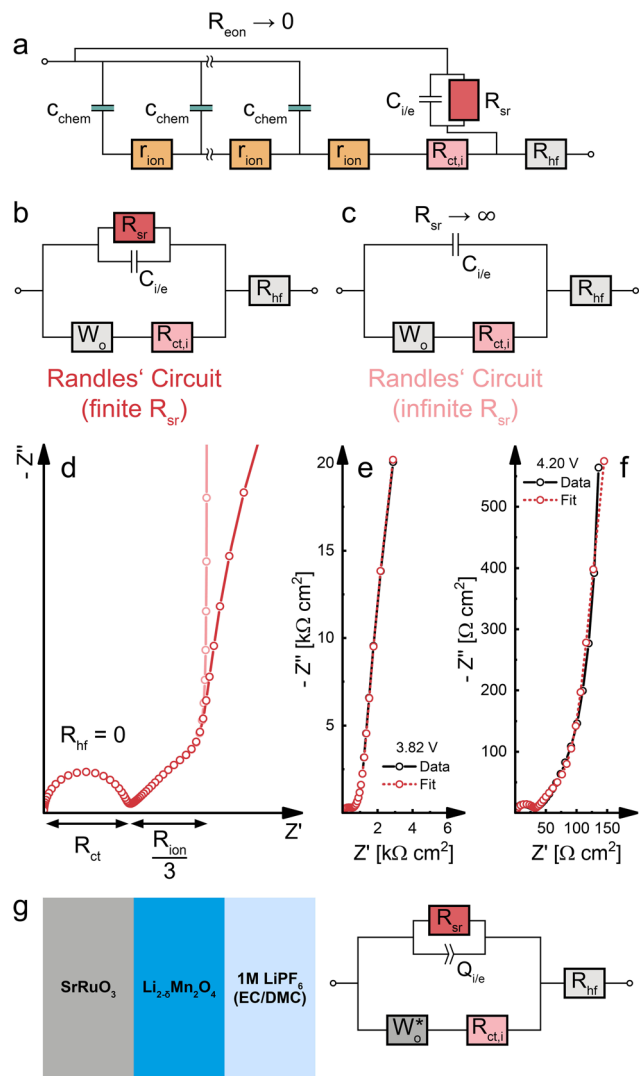 a
R_eon → 0
c_chem
c_chem
c_chem
C_i/e
R_sr
r_ion
r_ion
r_ion
R_ct,i
R_hf
b
R_sr
C_i/e
R_hf
W_o
R_ct,i
Randles' Circuit
(finite R_sr)
c
R_sr → ∞
C_i/e
R_hf
W_o
R_ct,i
Randles' Circuit
(infinite R_sr)
d
- Z''
R_hf = 0
Z'
R_ct
R_ion
3
e
20
15
10
5
- Z'' [kΩ cm²]
3.82 V
Data
Fit
2
4
6
Z' [kΩ cm²]
f
4.20 V
Data
Fit
500
400
300
200
100
- Z'' [Ω cm²]
50
100
150
Z' [Ω cm²]
g
SrRuO₃
Li₂₋δMn₂O₄
1M LiPF₆
(EC/DMC)
R_sr
Q_i/e
R_hf
W_o*
R_ct,i